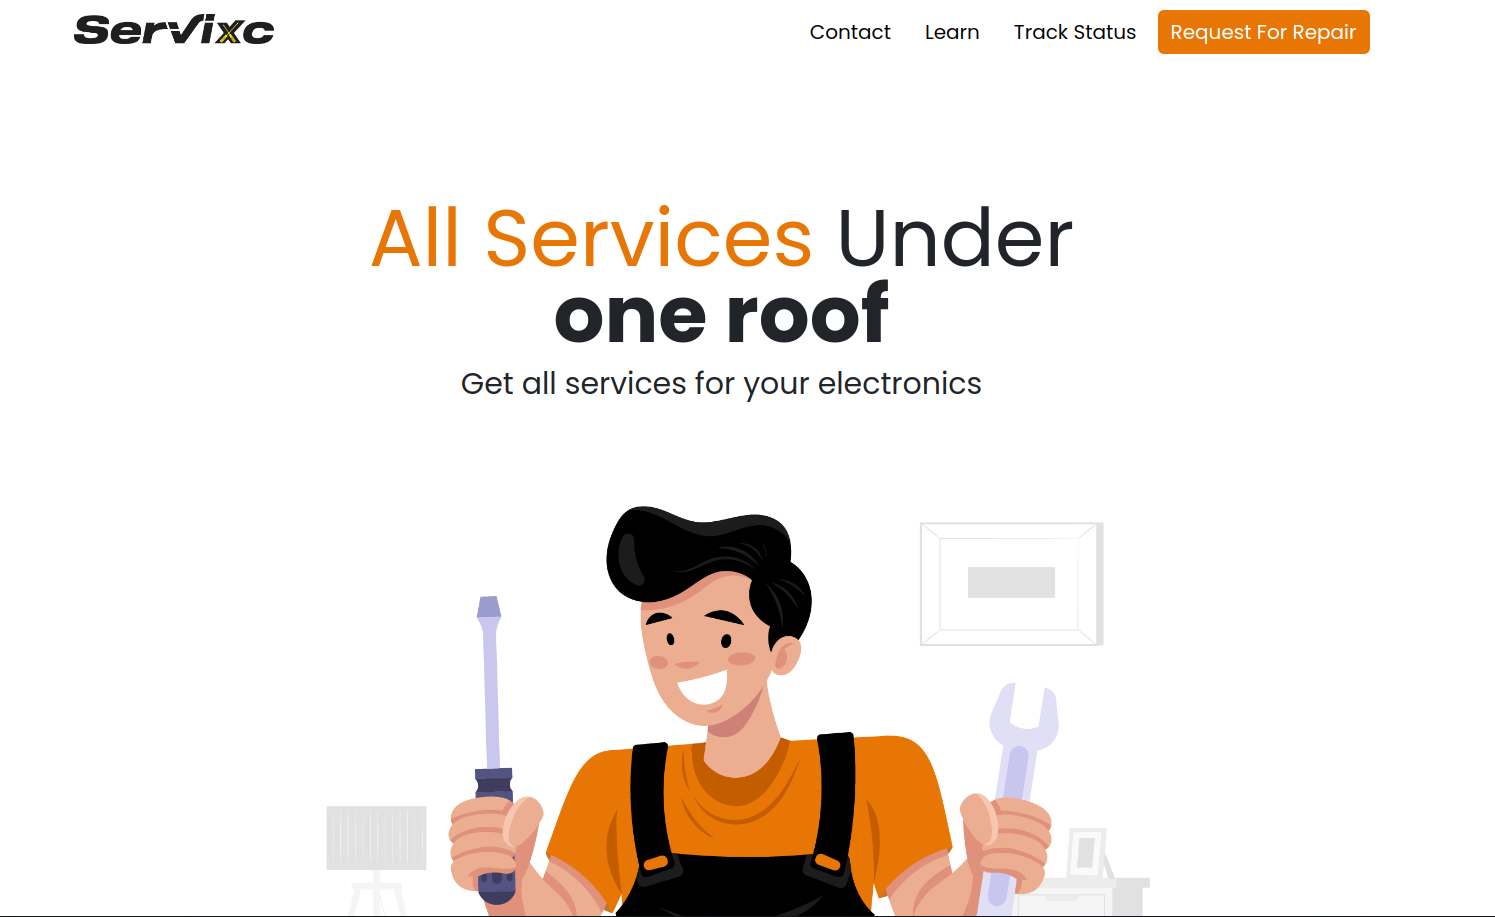 Servixc
Contact Learn Track Status Request For Repair
All Services Under
one roof
Get all services for your electronics